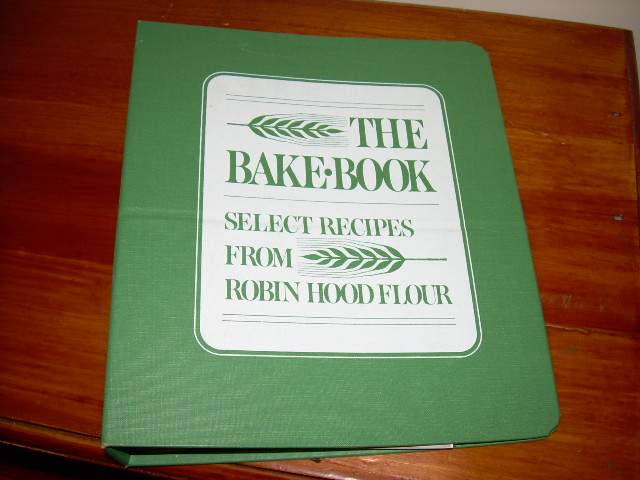 THE
BAKE·BOOK
SELECT RECIPES
FROM
ROBIN HOOD FLOUR